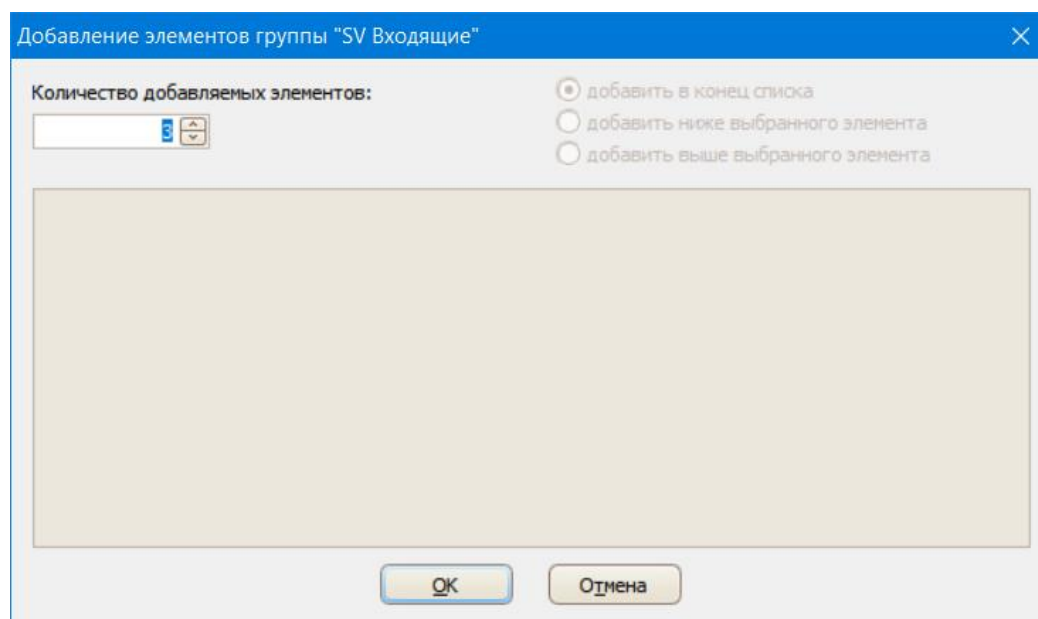 Добавление элементов группы "SV Входящие"
Количество добавляемых элементов:
3
добавить в конец списка
добавить ниже выбранного элемента
добавить выше выбранного элемента
OK
Отмена